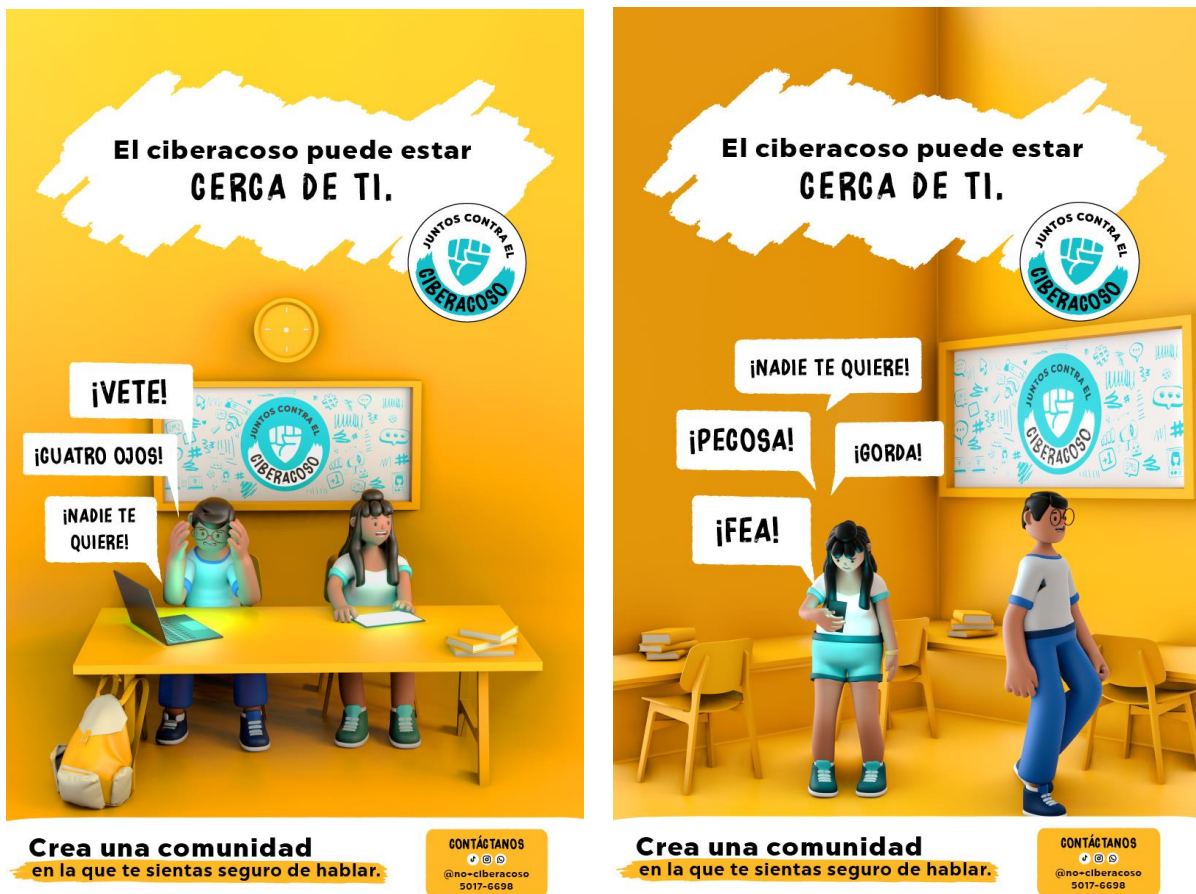 El ciberacoso puede estar
CERCA DE TI.
JUNTOS CONTRA EL
CIBERACOSO
¡VETE!
¡CUATRO OJOS!
¡NADIE TE
QUIERE!
JUNTOS CONTRA EL
CIBERACOSO
Crea una comunidad
en la que te sientas seguro de hablar.
CONTÁCTANOS
@no+ciberacoso
5017-6698
El ciberacoso puede estar
CERCA DE TI.
JUNTOS CONTRA EL
CIBERACOSO
¡NADIE TE QUIERE!
¡PECOSA!
¡GORDA!
¡FEA!
JUNTOS CONTRA EL
CIBERACOSO
Crea una comunidad
en la que te sientas seguro de hablar.
CONTÁCTANOS
@no+ciberacoso
5017-6698